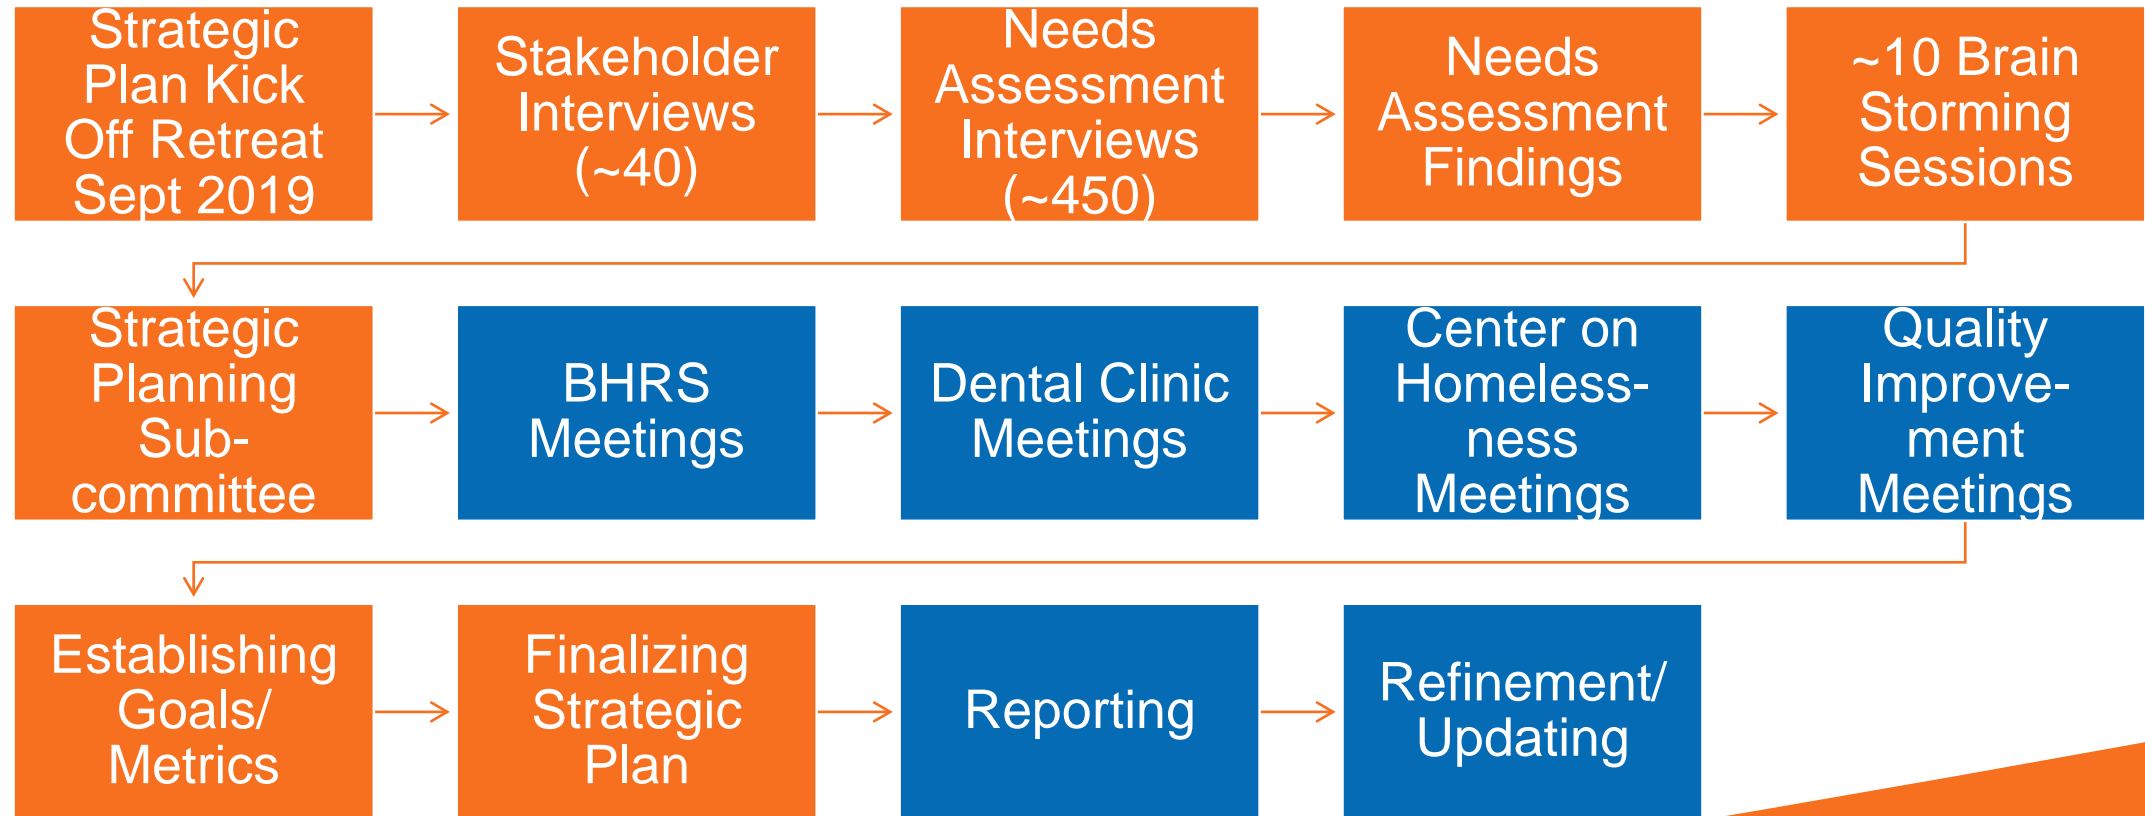 Strategic
Plan Kick
Off Retreat
Sept 2019
Stakeholder
Interviews
(~40)
Needs
Assessment
Interviews
(~450)
Needs
Assessment
Findings
~10 Brain
Storming
Sessions
Strategic
Planning
Sub-
committee
BHRS
Meetings
Dental Clinic
Meetings
Center on
Homeless-
ness
Meetings
Quality
Improve-
ment
Meetings
Establishing
Goals/
Metrics
Finalizing
Strategic
Plan
Reporting
Refinement/
Updating